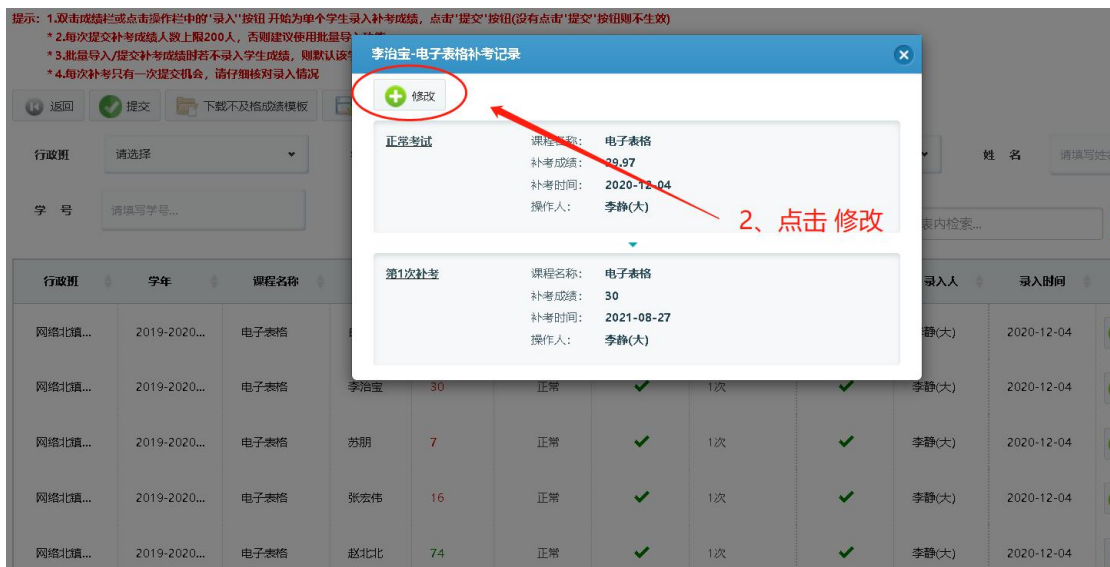 提示: 1.双击成绩栏或点击操作栏中的"录入"按钮 开始为单个学生录入补考成绩, 点击"提交"按钮(没有点击"提交"按钮则不生效)
* 2.每次提交补考成绩人数上限200人, 否则建议使用批量导
* 3.批量导入/提交补考成绩时若不录入学生成绩, 则默认该
* 4.每次补考只有一次提交机会, 请仔细核对录入情况
返回 提交 下载不及格成绩模板
行政班 请选择 姓 名 请填写姓
学 号 请填写学号... 表内检索...
李治宝-电子表格补考记录
修改
正常考试 课程名称: 电子表格
补考成绩: 29.97
补考时间: 2020-12-04
操作人: 李静(大)
2、点击 修改
第1次补考 课程名称: 电子表格
补考成绩: 30
补考时间: 2021-08-27
操作人: 李静(大)
行政班 学年 课程名称 录入人 录入时间
网络北镇... 2019-2020... 电子表格 静(大) 2020-12-04
网络北镇... 2019-2020... 电子表格 李治宝 30 正常 1次 李静(大) 2020-12-04
网络北镇... 2019-2020... 电子表格 苏朋 7 正常 1次 李静(大) 2020-12-04
网络北镇... 2019-2020... 电子表格 张宏伟 16 正常 1次 李静(大) 2020-12-04
网络北镇... 2019-2020... 电子表格 赵北北 74 正常 1次 李静(大) 2020-12-04